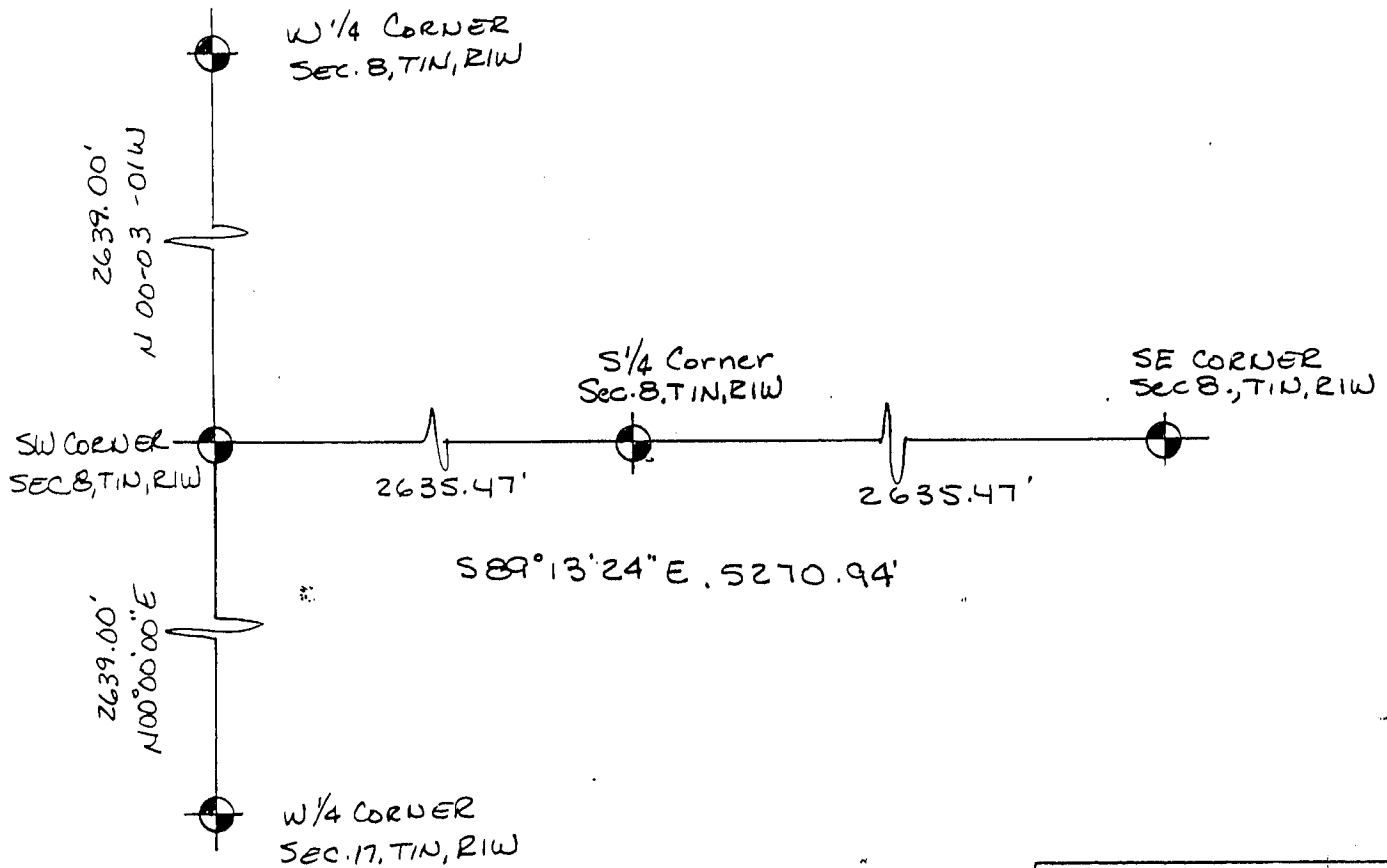 W 1/4 CORNER
SEC. 8, T1N, R1W
2639.00'
N 00-03-01W
S 1/4 Corner
Sec. 8, T1N, R1W
SE CORNER
Sec 8., T1N, R1W
SW CORNER
SEC 8, T1N, R1W
2635.47'
2635.47'
S 89°13'24" E, 5270.94'
2639.00'
N00°00'00"E
W 1/4 CORNER
SEC. 17, T1N, R1W